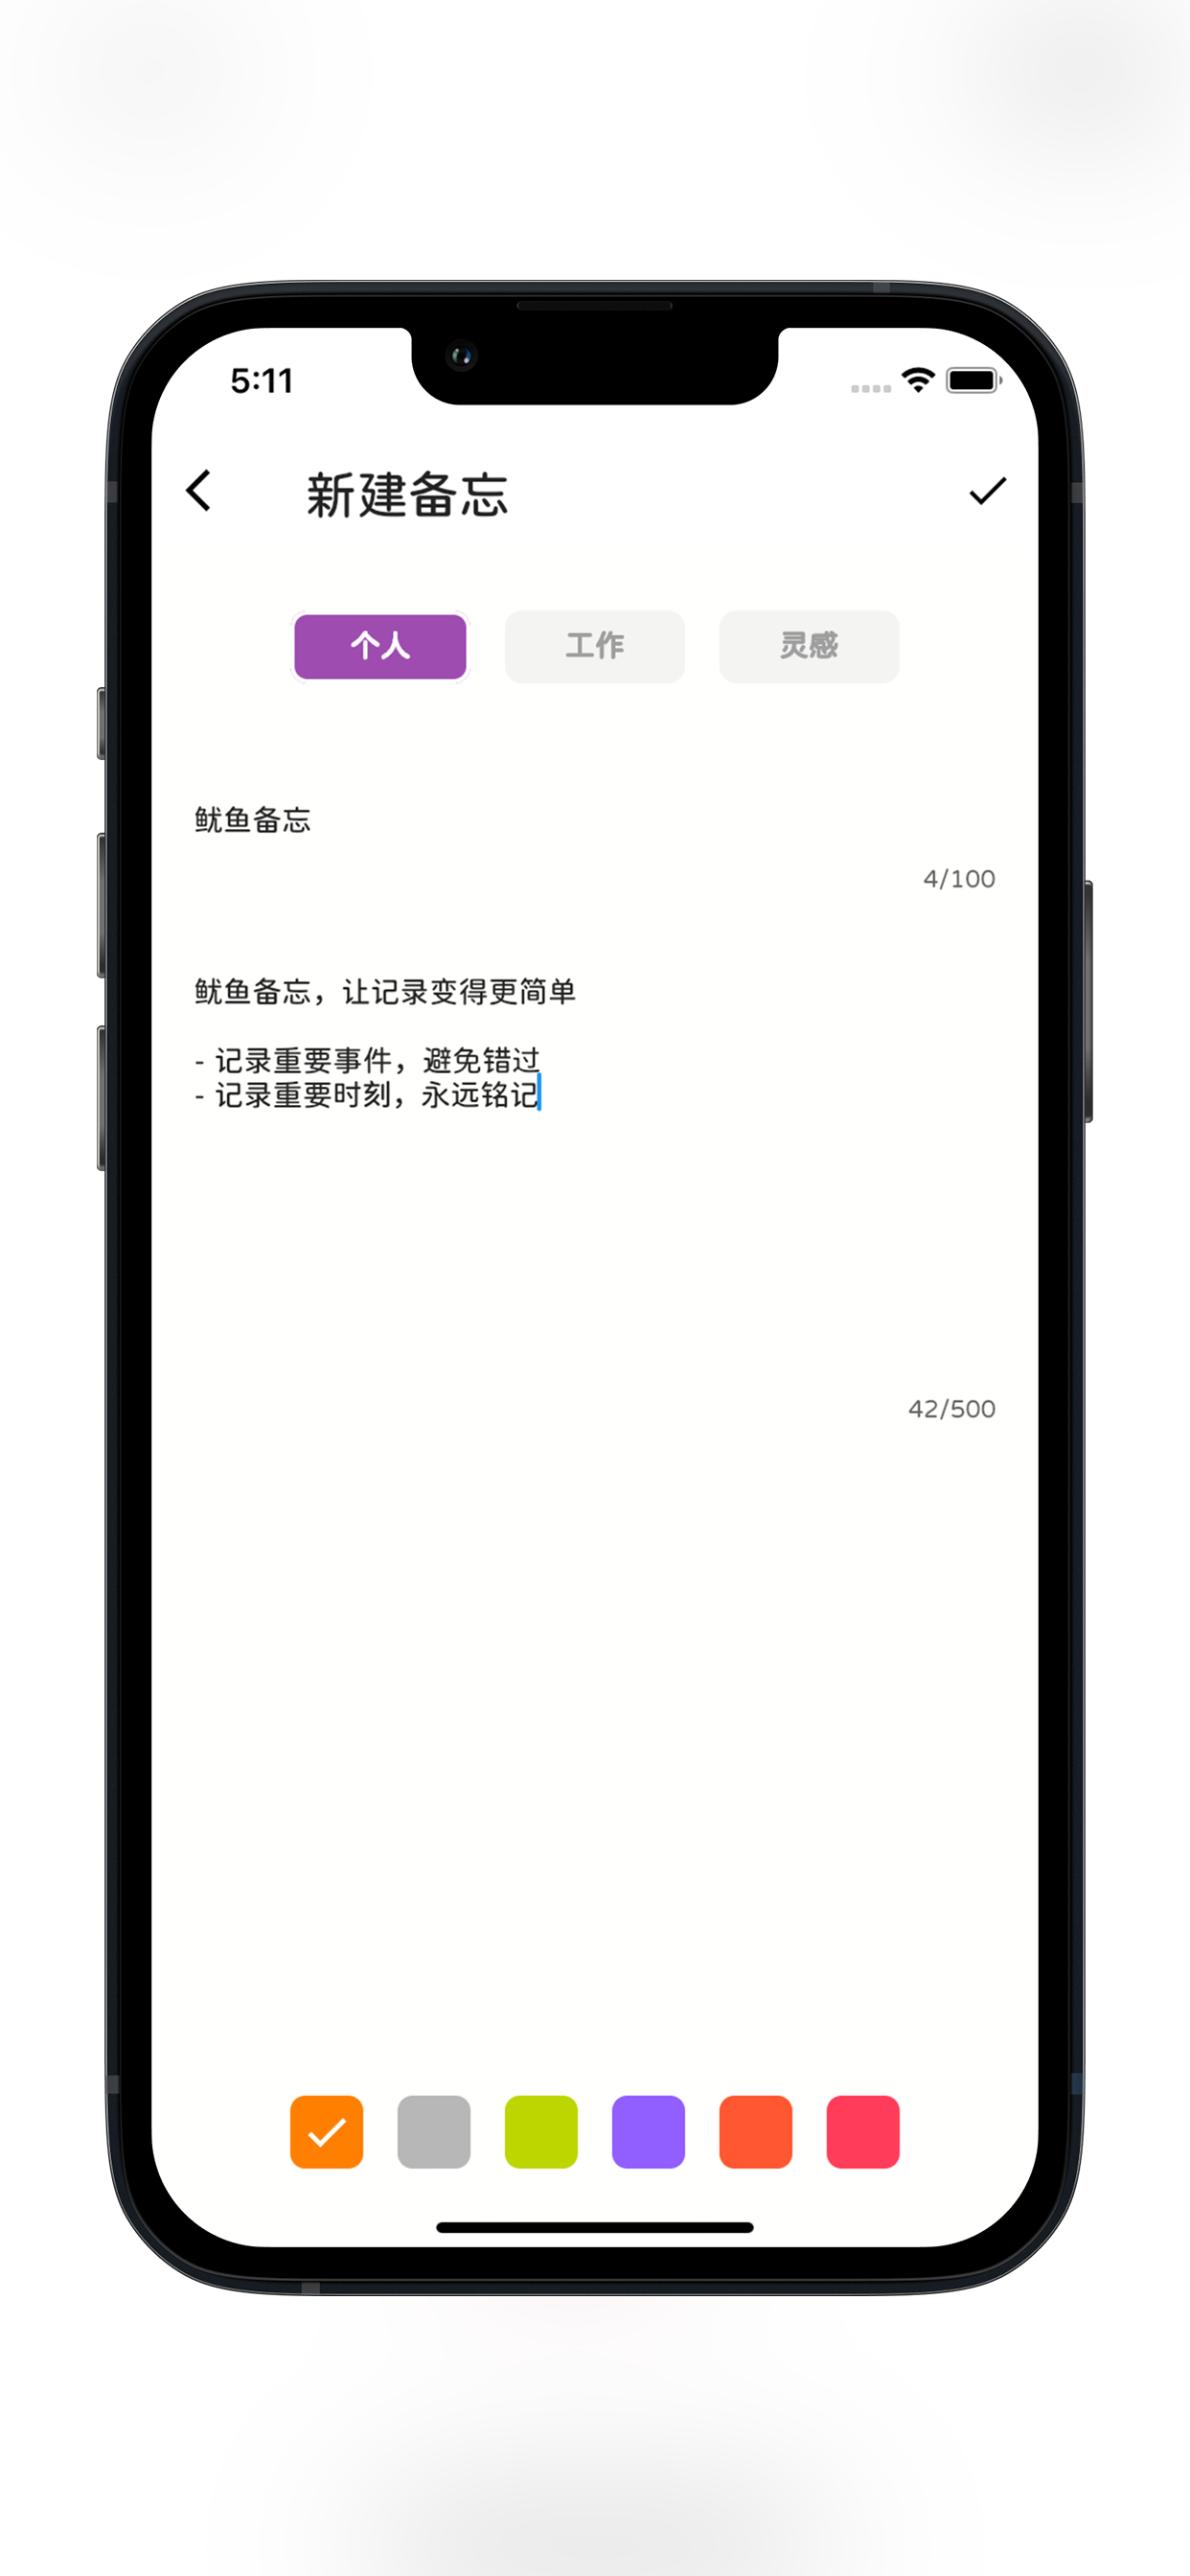 5:11
新建备忘
个人 工作 灵感
鱿鱼备忘
4/100
鱿鱼备忘，让记录变得更简单
- 记录重要事件，避免错过
- 记录重要时刻，永远铭记
42/500